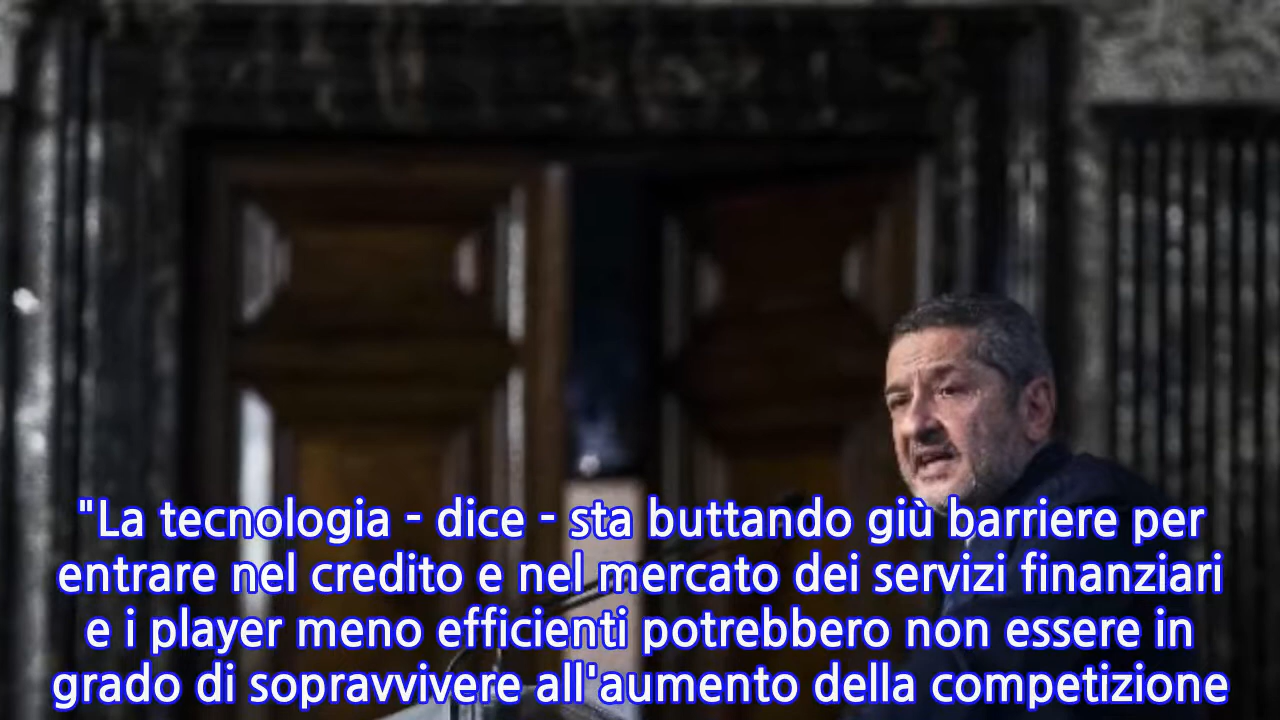 "La tecnologia - dice - sta buttando giù barriere per
entrare nel credito e nel mercato dei servizi finanziari
e i player meno efficienti potrebbero non essere in
grado di sopravvivere all'aumento della competizione